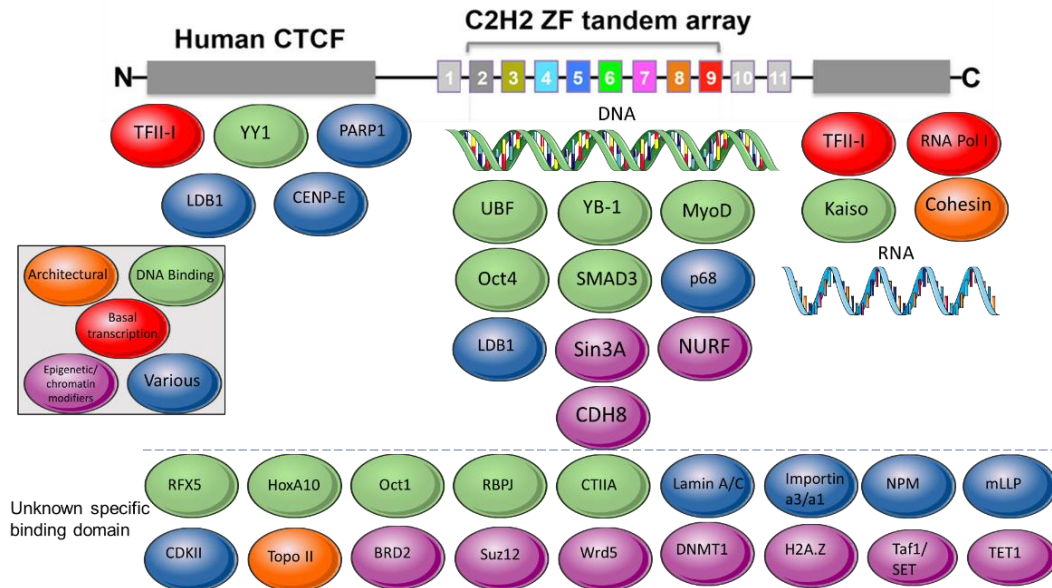 C2H2 ZF tandem array
Human CTCF
N
1 2 3 4 5 6 7 8 9 10 11
C
DNA
TFII-I YY1 PARP1
LDB1 CENP-E
UBF YB-1 MyoD
Oct4 SMAD3 p68
LDB1 Sin3A NURF
CDH8
TFII-I RNA Pol I
Kaiso Cohesin
RNA
Architectural DNA Binding
Basal
transcription
Epigenetic/
chromatin
modifiers
Various
Unknown specific
binding domain
RFX5 HoxA10 Oct1 RBPJ CTIIA Lamin A/C Importin
a3/a1
NPM mLLP
CDKII Topo II BRD2 Suz12 Wrd5 DNMT1 H2A.Z Taf1/
SET
TET1